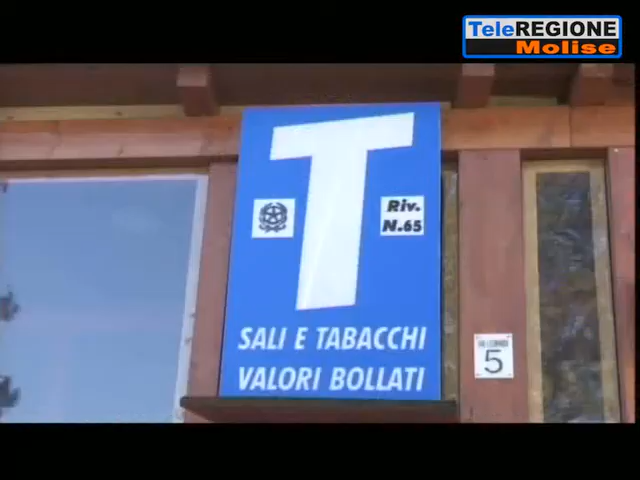 TeleREGIONE
Molise
T
Riv.
N.65
SALI E TABACCHI
VALORI BOLLATI
5